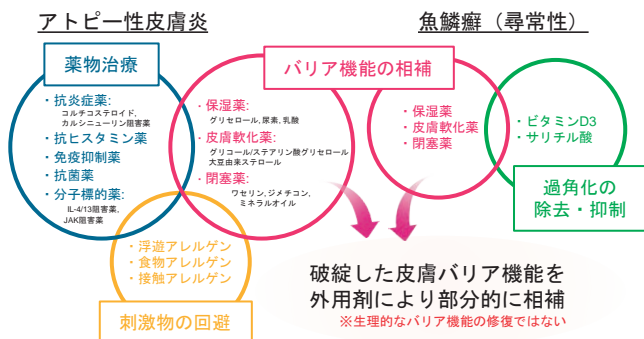 アトピー性皮膚炎
薬物治療
・抗炎症薬:
コルチコステロイド,
カルシニューリン阻害薬
・抗ヒスタミン薬
・免疫抑制薬
・抗菌薬
・分子標的薬:
IL-4/13阻害薬,
JAK阻害薬
・浮遊アレルゲン
・食物アレルゲン
・接触アレルゲン
刺激物の回避
バリア機能の相補
・保湿薬:
グリセロール,尿素,乳酸
・皮膚軟化薬:
グリコール/ステアリン酸グリセロール
大豆由来ステロール
・閉塞薬:
ワセリン,ジメチコン,
ミネラルオイル
魚鱗癬（尋常性）
・保湿薬
・皮膚軟化薬
・閉塞薬
・ビタミンD3
・サリチル酸
過角化の
除去・抑制
破綻した皮膚バリア機能を
外用剤により部分的に相補
※生理的なバリア機能の修復ではない